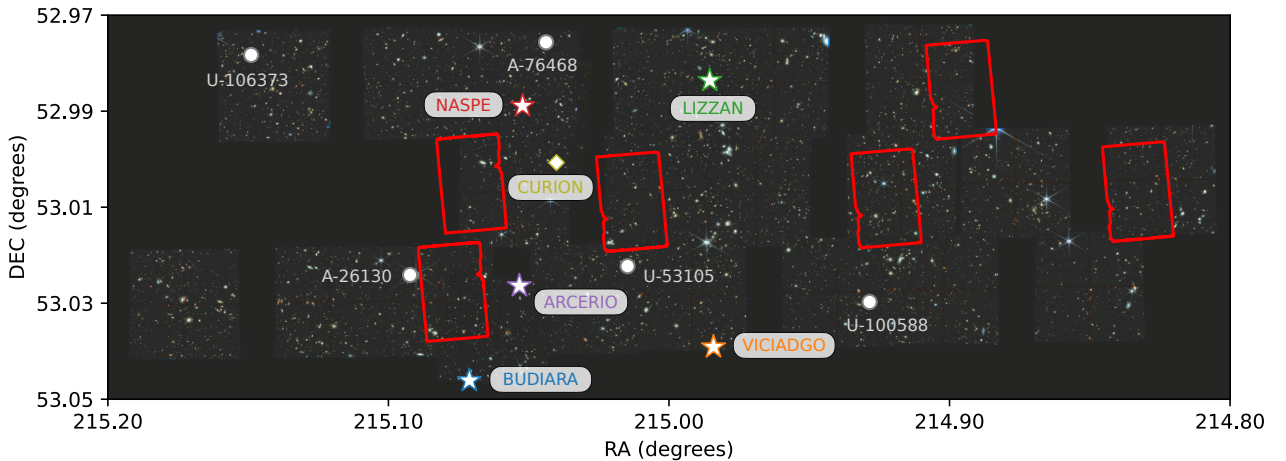 52.97
U-106373
A-76468
NASPE
LIZZAN
52.99
CURION
53.01
DEC (degrees)
A-26130
U-53105
ARCERIO
53.03
U-100588
VICIADGO
BUDIARA
53.05
215.20
215.10
215.00
214.90
214.80
RA (degrees)